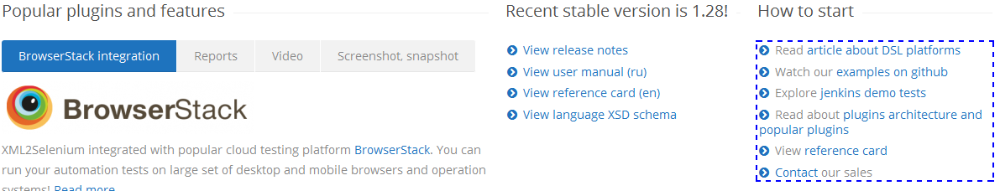 Popular plugins and features
BrowserStack integration
Reports
Video
Screenshot, snapshot
BrowserStack
XML2Selenium integrated with popular cloud testing platform BrowserStack. You can
run your automation tests on large set of desktop and mobile browsers and operation
systems! Read more
Recent stable version is 1.28!
View release notes
View user manual (ru)
View reference card (en)
View language XSD schema
How to start
Read article about DSL platforms
Watch our examples on github
Explore jenkins demo tests
Read about plugins architecture and
popular plugins
View reference card
Contact our sales